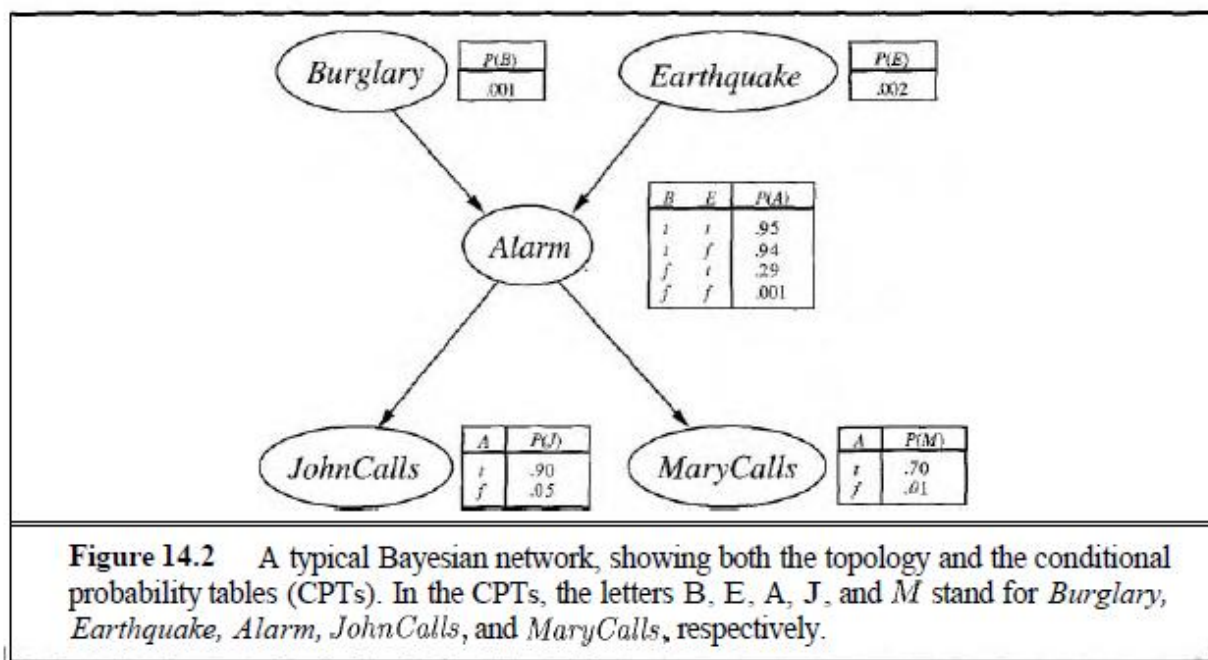 Burglary
P(B)
.001
Earthquake
P(E)
.002
Alarm
B E P(A)
t t .95
t f .94
f t .29
f f .001
JohnCalls
A P(J)
t .90
f .05
MaryCalls
A P(M)
t .70
f .01
Figure 14.2 A typical Bayesian network, showing both the topology and the conditional
probability tables (CPTs). In the CPTs, the letters B, E, A, J, and M stand for Burglary,
Earthquake, Alarm, JohnCalls, and MaryCalls, respectively.